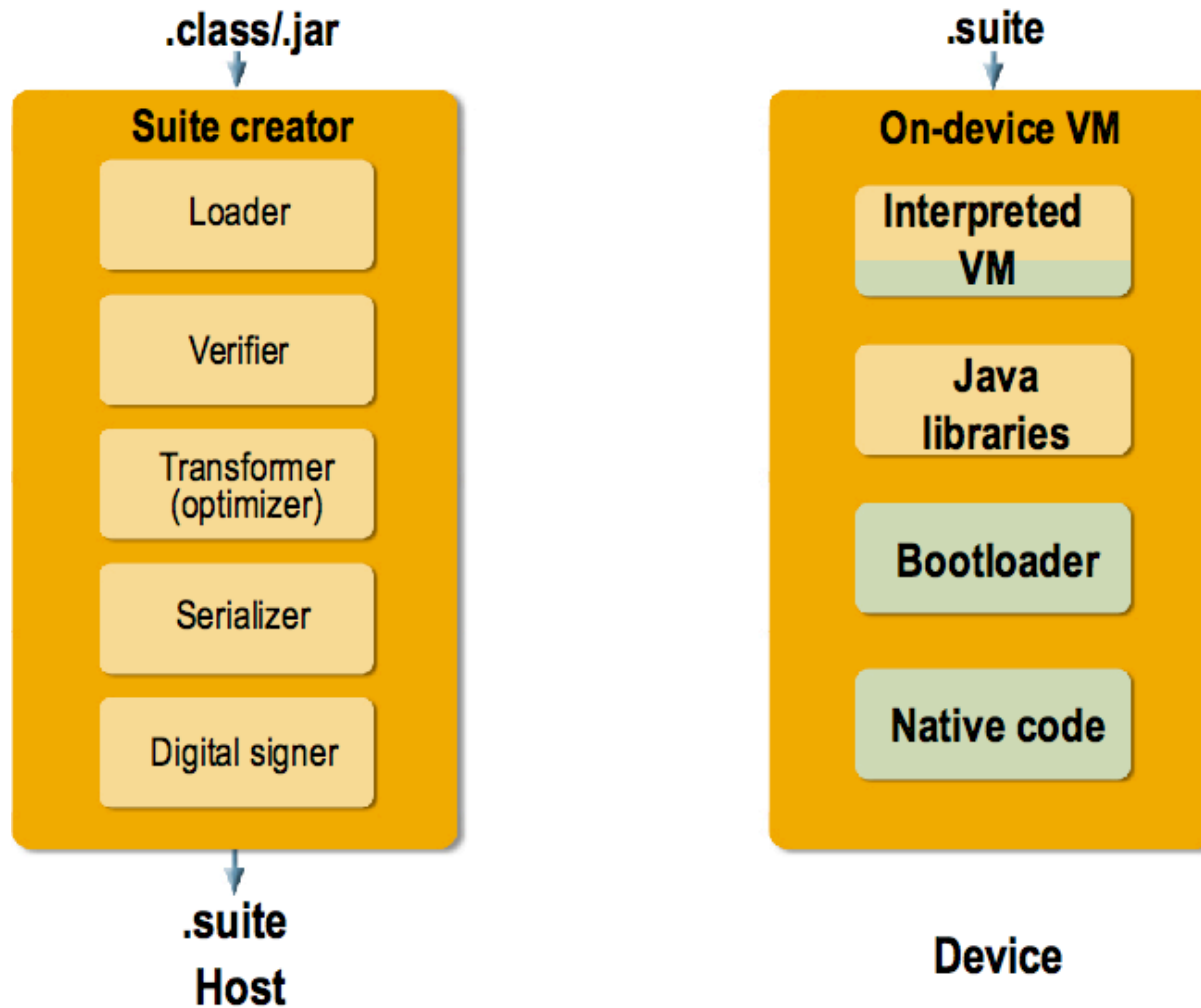 .class/.jar
Suite creator
Loader
Verifier
Transformer
(optimizer)
Serializer
Digital signer
.suite
Host
.suite
On-device VM
Interpreted
VM
Java
libraries
Bootloader
Native code
Device